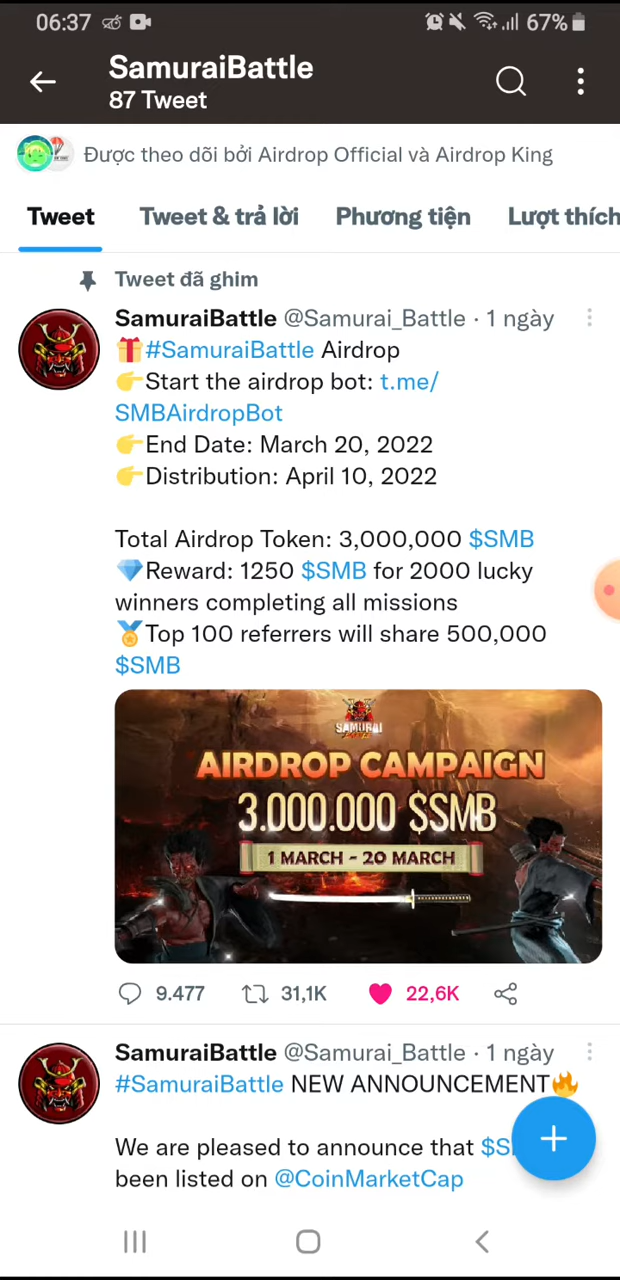 06:37
67%
SamuraiBattle
87 Tweet
Được theo dõi bởi Airdrop Official và Airdrop King
Tweet Tweet & trả lời Phương tiện Lượt thích
Tweet đã ghim
SamuraiBattle @Samurai_Battle · 1 ngày
🎁#SamuraiBattle Airdrop
👉Start the airdrop bot: t.me/
SMBAirdropBot
👉End Date: March 20, 2022
👉Distribution: April 10, 2022
Total Airdrop Token: 3,000,000 $SMB
💎Reward: 1250 $SMB for 2000 lucky
winners completing all missions
🏅Top 100 referrers will share 500,000
$SMB
SAMURAI
AIRDROP CAMPAIGN
3.000.000 $SMB
1 MARCH - 20 MARCH
9.477 31,1K 22,6K
SamuraiBattle @Samurai_Battle · 1 ngày
#SamuraiBattle NEW ANNOUNCEMENT🔥
We are pleased to announce that
been listed on @CoinMarketCap